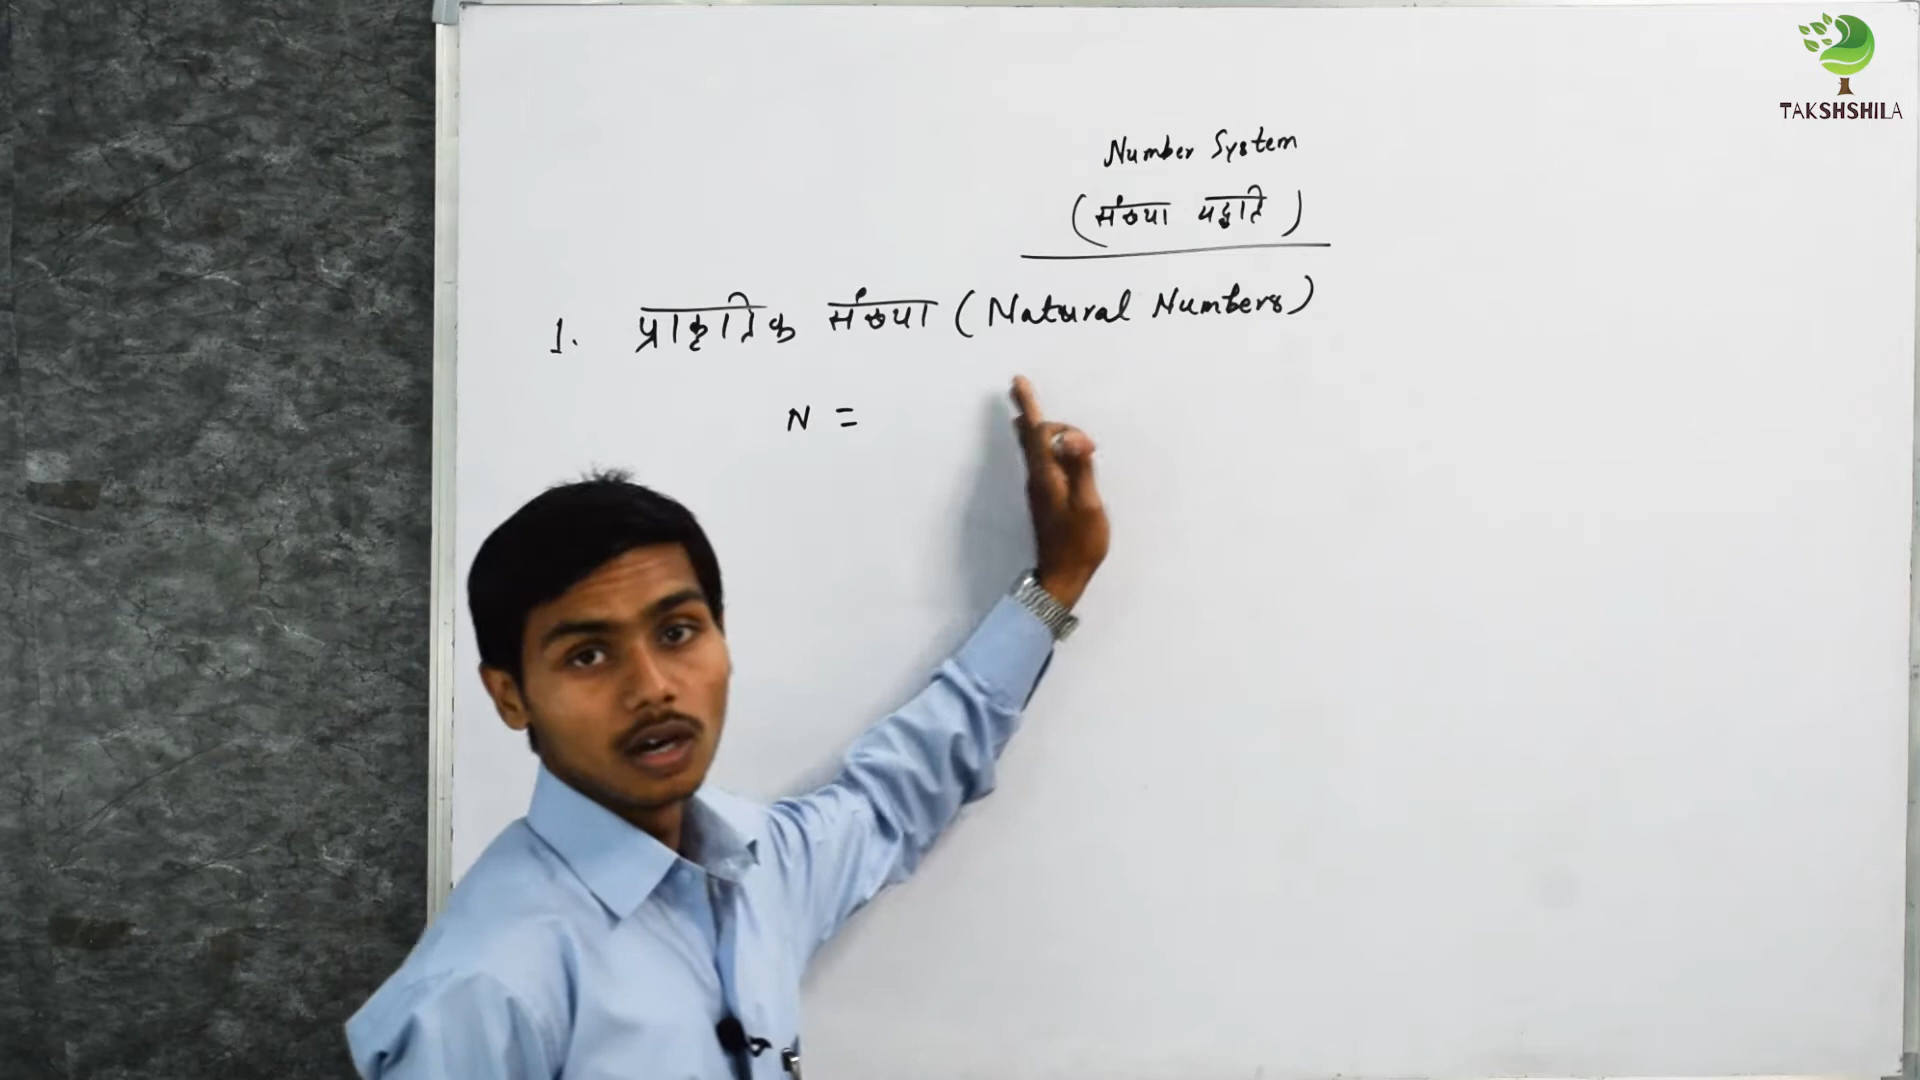 TAKSHSHILA
Number System
(संख्या पद्धति)
1. प्राकृतिक संख्या (Natural Numbers)
N =